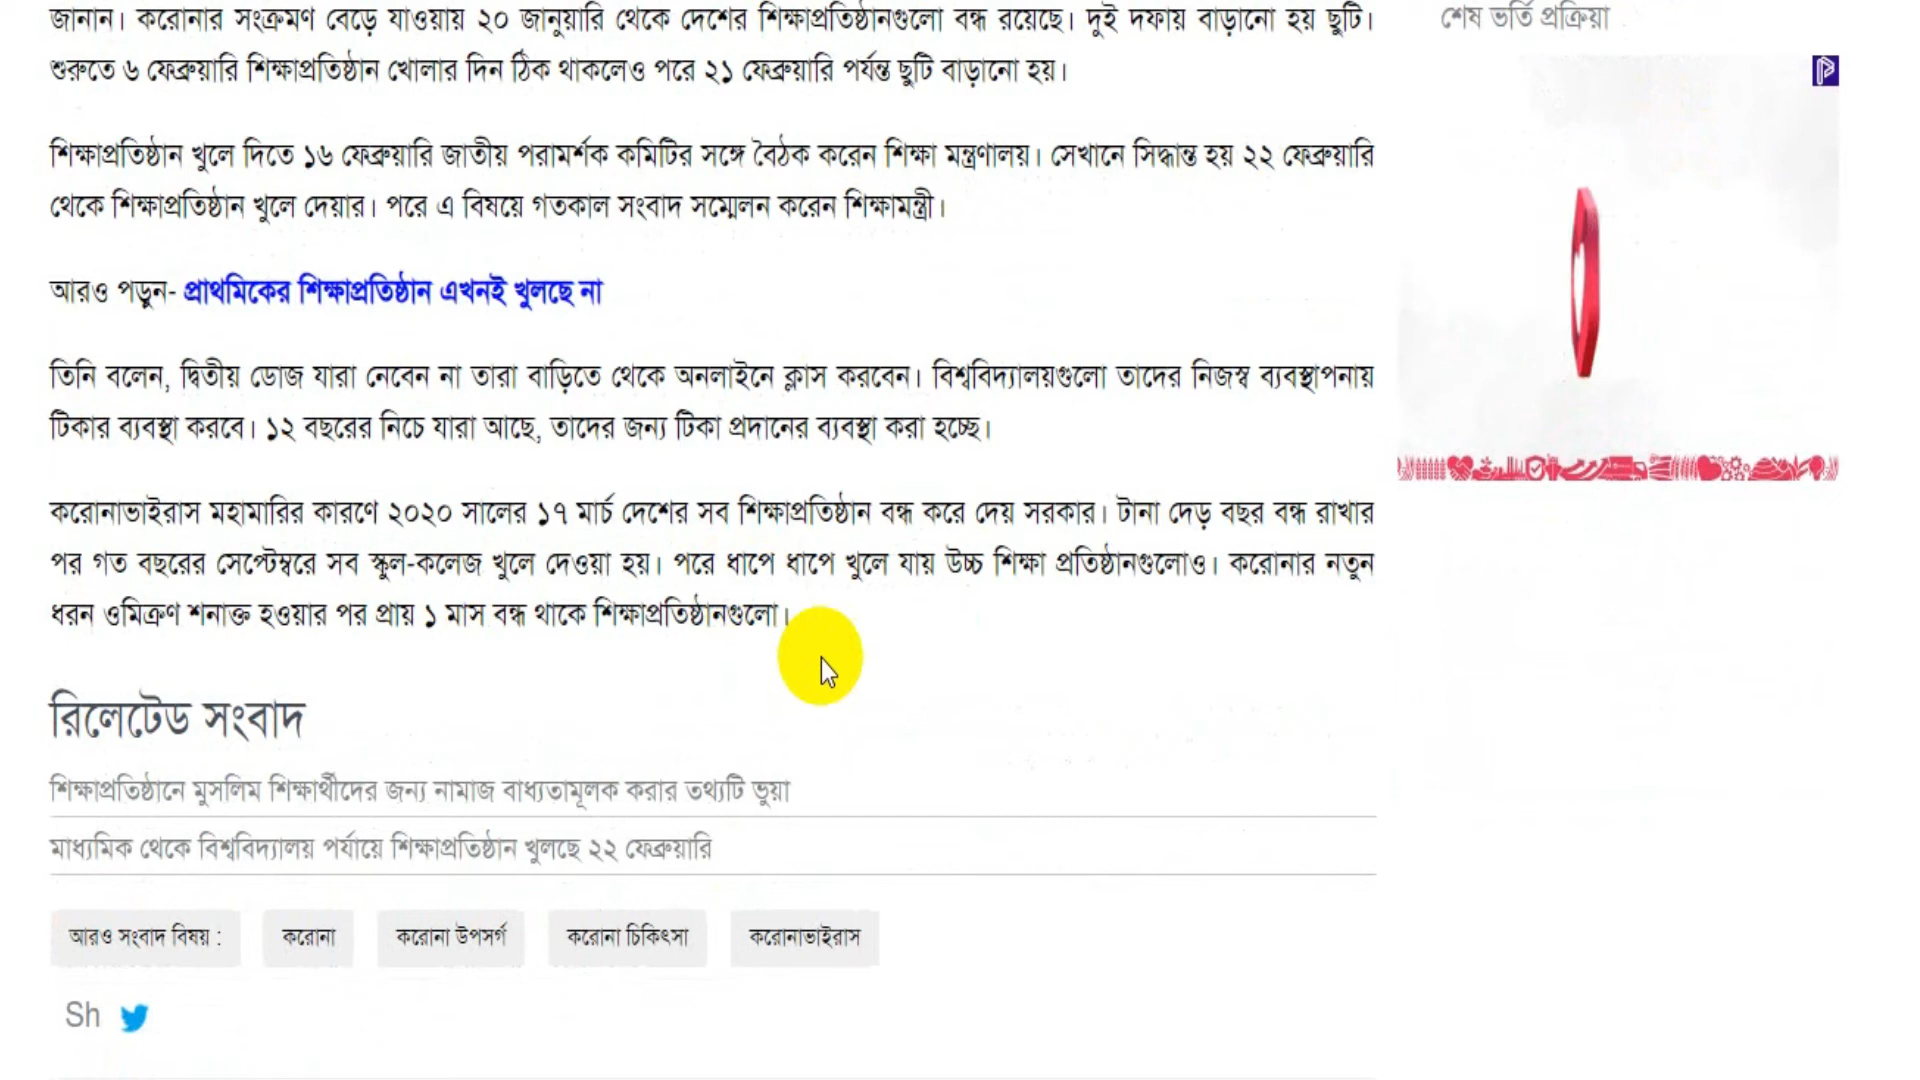 জানান। করোনার সংক্রমণ বেড়ে যাওয়ায় ২০ জানুয়ারি থেকে দেশের শিক্ষাপ্রতিষ্ঠানগুলো বন্ধ রয়েছে। দুই দফায় বাড়ানো হয় ছুটি।
শুরুতে ৬ ফেব্রুয়ারি শিক্ষাপ্রতিষ্ঠান খোলার দিন ঠিক থাকলেও পরে ২১ ফেব্রুয়ারি পর্যন্ত ছুটি বাড়ানো হয়।
শিক্ষাপ্রতিষ্ঠান খুলে দিতে ১৬ ফেব্রুয়ারি জাতীয় পরামর্শক কমিটির সঙ্গে বৈঠক করেন শিক্ষা মন্ত্রণালয়। সেখানে সিদ্ধান্ত হয় ২২ ফেব্রুয়ারি
থেকে শিক্ষাপ্রতিষ্ঠান খুলে দেয়ার। পরে এ বিষয়ে গতকাল সংবাদ সম্মেলন করেন শিক্ষামন্ত্রী।
আরও পড়ুন- প্রাথমিকের শিক্ষাপ্রতিষ্ঠান এখনই খুলছে না
তিনি বলেন, দ্বিতীয় ডোজ যারা নেবেন না তারা বাড়িতে থেকে অনলাইনে ক্লাস করবেন। বিশ্ববিদ্যালয়গুলো তাদের নিজস্ব ব্যবস্থাপনায়
টিকার ব্যবস্থা করবে। ১২ বছরের নিচে যারা আছে, তাদের জন্য টিকা প্রদানের ব্যবস্থা করা হচ্ছে।
করোনাভাইরাস মহামারির কারণে ২০২০ সালের ১৭ মার্চ দেশের সব শিক্ষাপ্রতিষ্ঠান বন্ধ করে দেয় সরকার। টানা দেড় বছর বন্ধ রাখার
পর গত বছরের সেপ্টেম্বরে সব স্কুল-কলেজ খুলে দেওয়া হয়। পরে ধাপে ধাপে খুলে যায় উচ্চ শিক্ষা প্রতিষ্ঠানগুলোও। করোনার নতুন
ধরন ওমিক্রণ শনাক্ত হওয়ার পর প্রায় ১ মাস বন্ধ থাকে শিক্ষাপ্রতিষ্ঠানগুলো।
রিলেটেড সংবাদ
শিক্ষাপ্রতিষ্ঠানে মুসলিম শিক্ষার্থীদের জন্য নামাজ বাধ্যতামূলক করার তথ্যটি ভুয়া
মাধ্যমিক থেকে বিশ্ববিদ্যালয় পর্যায়ে শিক্ষাপ্রতিষ্ঠান খুলছে ২২ ফেব্রুয়ারি
আরও সংবাদ বিষয় : করোনা করোনা উপসর্গ করোনা চিকিৎসা করোনাভাইরাস
Sh
শেষ ভর্তি প্রক্রিয়া